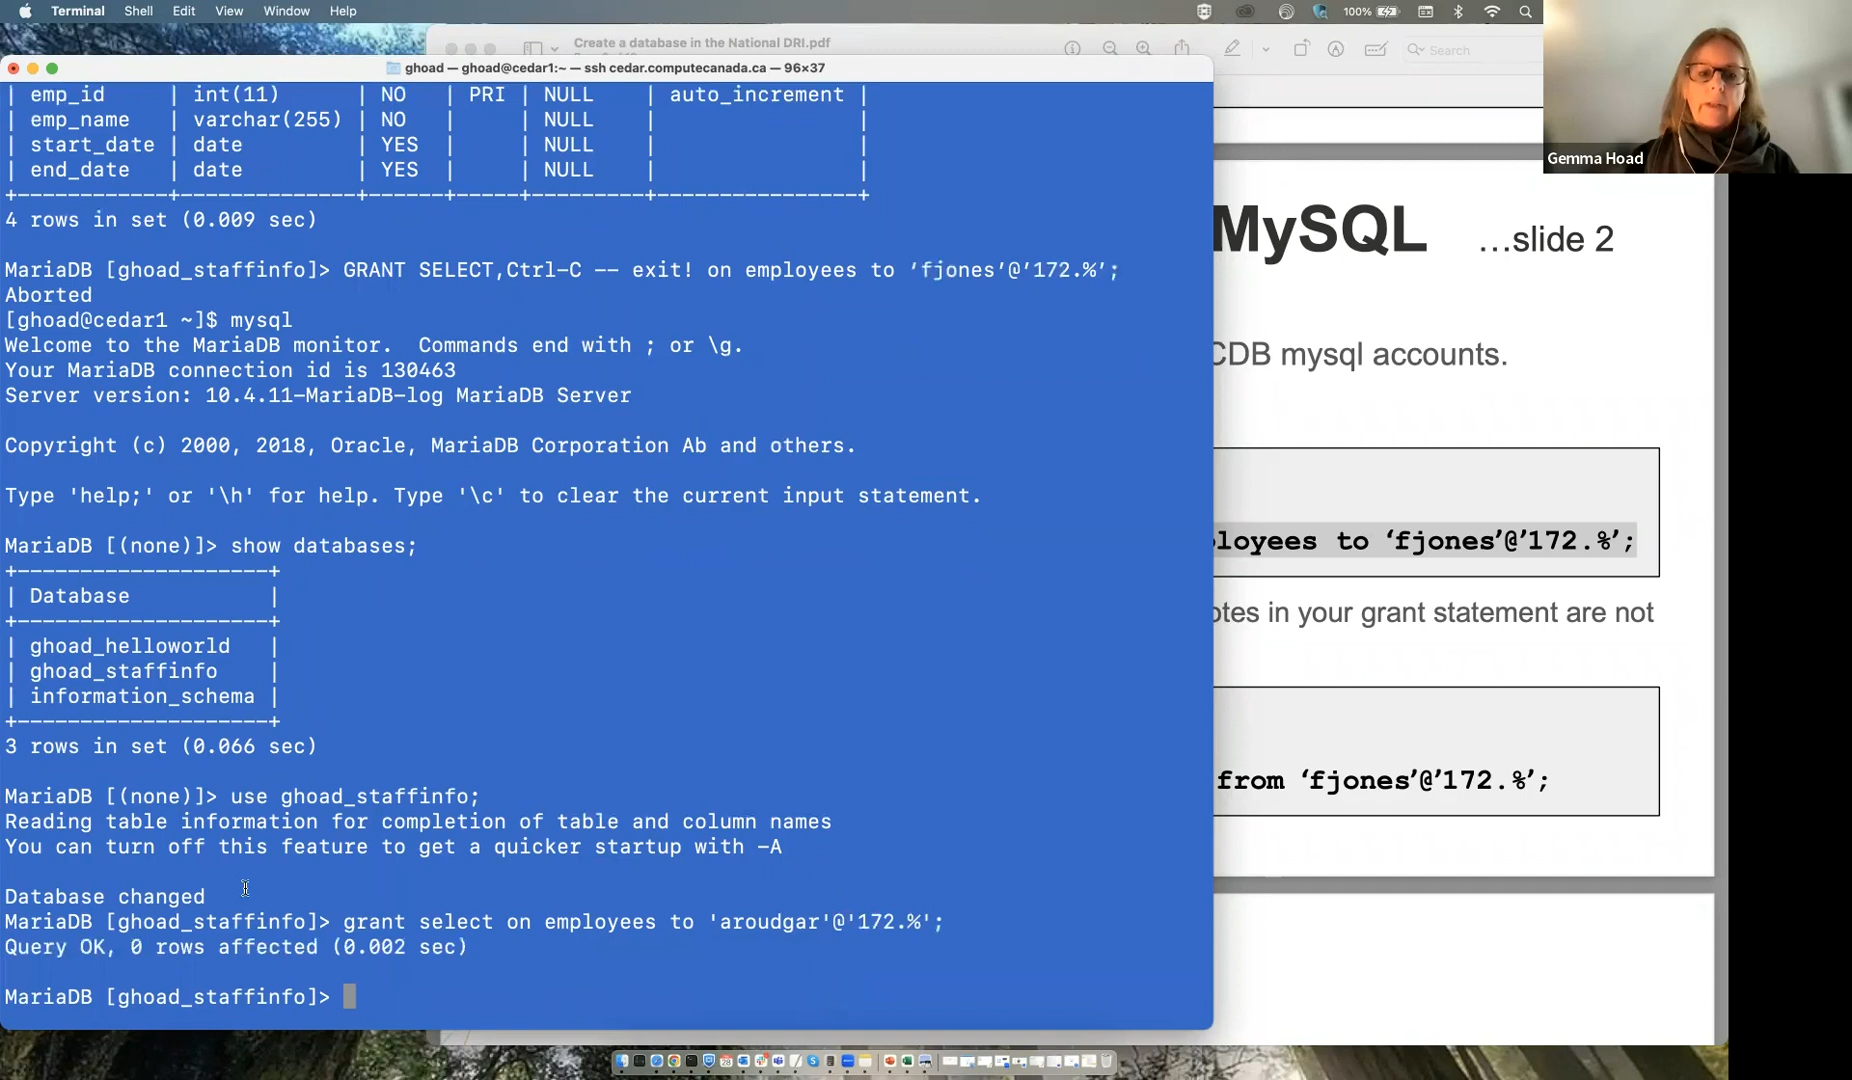 Terminal Shell Edit View Window Help
100%
Create a database in the National DRI.pdf
Search
ghoad — ghoad@cedar1:~ — ssh cedar.computecanada.ca — 96×37
| emp_id     | int(11)      | NO   | PRI | NULL    | auto_increment |
| emp_name   | varchar(255) | NO   |     | NULL    |                |
| start_date | date         | YES  |     | NULL    |                |
| end_date   | date         | YES  |     | NULL    |                |
+------------+--------------+------+-----+---------+----------------+
4 rows in set (0.009 sec)
MariaDB [ghoad_staffinfo]> GRANT SELECT,Ctrl-C -- exit! on employees to ‘fjones’@’172.%’;
Aborted
[ghoad@cedar1 ~]$ mysql
Welcome to the MariaDB monitor.  Commands end with ; or \g.
Your MariaDB connection id is 130463
Server version: 10.4.11-MariaDB-log MariaDB Server
Copyright (c) 2000, 2018, Oracle, MariaDB Corporation Ab and others.
Type 'help;' or '\h' for help. Type '\c' to clear the current input statement.
MariaDB [(none)]> show databases;
+--------------------+
| Database           |
+--------------------+
| ghoad_helloworld   |
| ghoad_staffinfo    |
| information_schema |
+--------------------+
3 rows in set (0.066 sec)
MariaDB [(none)]> use ghoad_staffinfo;
Reading table information for completion of table and column names
You can turn off this feature to get a quicker startup with -A
Database changed
MariaDB [ghoad_staffinfo]> grant select on employees to 'aroudgar'@'172.%';
Query OK, 0 rows affected (0.002 sec)
MariaDB [ghoad_staffinfo]>
Gemma Hoad
MySQL …slide 2
CDB mysql accounts.
ployees to ‘fjones’@’172.%’;
otes in your grant statement are not
from ‘fjones’@’172.%’;